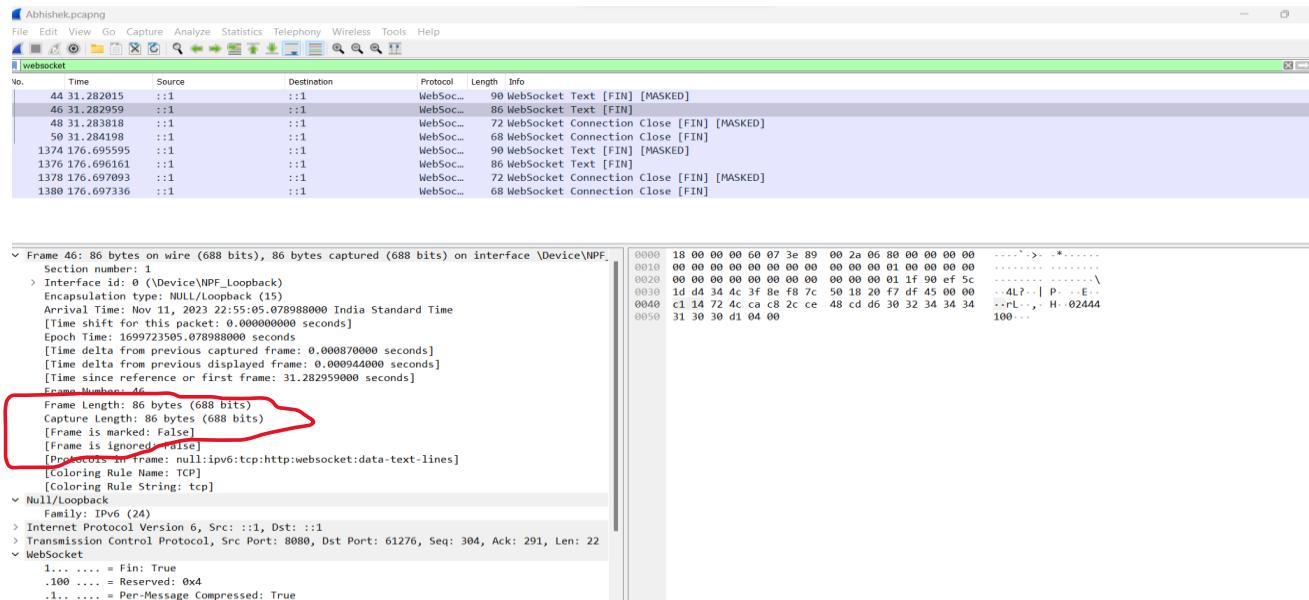 Abhishek.pcapng
File Edit View Go Capture Analyze Statistics Telephony Wireless Tools Help
websocket
No. Time Source Destination Protocol Length Info
44 31.282015 ::1 ::1 WebSoc… 90 WebSocket Text [FIN] [MASKED]
46 31.282959 ::1 ::1 WebSoc… 86 WebSocket Text [FIN]
48 31.283818 ::1 ::1 WebSoc… 72 WebSocket Connection Close [FIN] [MASKED]
50 31.284198 ::1 ::1 WebSoc… 68 WebSocket Connection Close [FIN]
1374 176.695595 ::1 ::1 WebSoc… 90 WebSocket Text [FIN] [MASKED]
1376 176.696161 ::1 ::1 WebSoc… 86 WebSocket Text [FIN]
1378 176.697093 ::1 ::1 WebSoc… 72 WebSocket Connection Close [FIN] [MASKED]
1380 176.697336 ::1 ::1 WebSoc… 68 WebSocket Connection Close [FIN]
Frame 46: 86 bytes on wire (688 bits), 86 bytes captured (688 bits) on interface \Device\NPF_
Section number: 1
Interface id: 0 (\Device\NPF_Loopback)
Encapsulation type: NULL/Loopback (15)
Arrival Time: Nov 11, 2023 22:55:05.078988000 India Standard Time
[Time shift for this packet: 0.000000000 seconds]
Epoch Time: 1699723505.078988000 seconds
[Time delta from previous captured frame: 0.000870000 seconds]
[Time delta from previous displayed frame: 0.000944000 seconds]
[Time since reference or first frame: 31.282959000 seconds]
Frame Number: 46
Frame Length: 86 bytes (688 bits)
Capture Length: 86 bytes (688 bits)
[Frame is marked: False]
[Frame is ignored: False]
[Protocols in frame: null:ipv6:tcp:http:websocket:data-text-lines]
[Coloring Rule Name: TCP]
[Coloring Rule String: tcp]
Null/Loopback
Family: IPv6 (24)
Internet Protocol Version 6, Src: ::1, Dst: ::1
Transmission Control Protocol, Src Port: 8080, Dst Port: 61276, Seq: 304, Ack: 291, Len: 22
WebSocket
1... .... = Fin: True
.100 .... = Reserved: 0x4
.1.. .... = Per-Message Compressed: True
0000 18 00 00 00 60 07 3e 89 00 2a 06 80 00 00 00 00 ····`·>· ·*······
0010 00 00 00 00 00 00 00 00 00 00 01 00 00 00 00 ········ ········
0020 00 00 00 00 00 00 00 00 00 00 00 01 1f 90 ef 5c ········ ·······\
0030 1d d4 34 4c 3f 8e f8 7c 50 18 20 f7 df 45 00 00 ··4L?··| P· ··E··
0040 c1 14 72 4c ca c8 2c ce 48 cd d6 30 32 34 34 34 ··rL··,· H··02444
0050 31 30 30 d1 04 00 100···